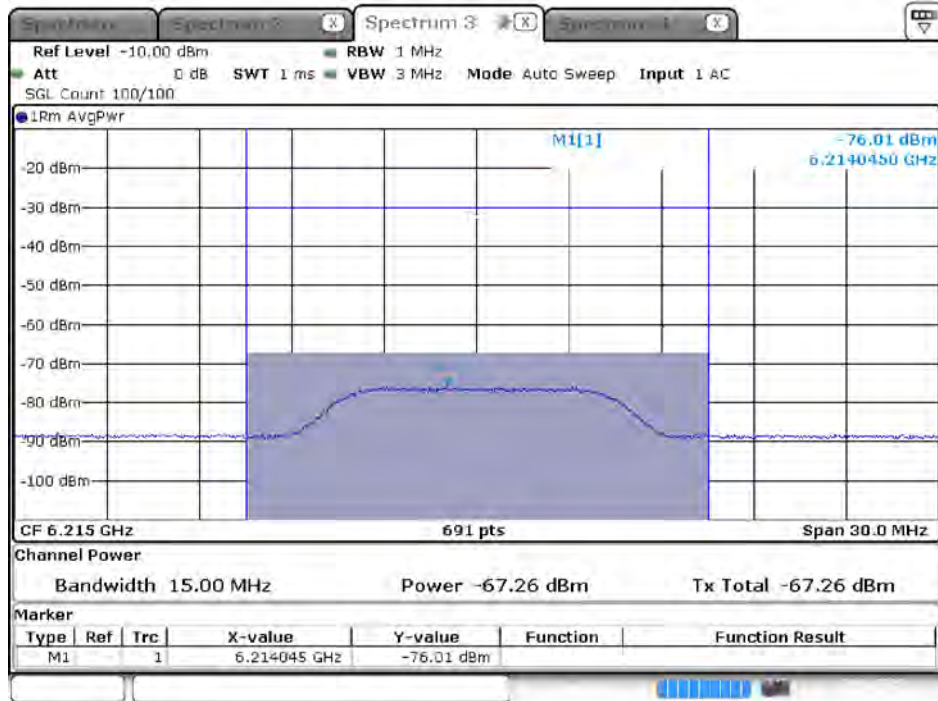 Spectrum 3
Ref Level -10.00 dBm RBW 1 MHz
Att 0 dB SWT 1 ms VBW 3 MHz Mode Auto Sweep Input 1 AC
SGL Count 100/100
1Rm AvgPwr
M1[1] -76.01 dBm
6.2140450 GHz
-20 dBm
-30 dBm
-40 dBm
-50 dBm
-60 dBm
-70 dBm
-80 dBm
-90 dBm
-100 dBm
CF 6.215 GHz 691 pts Span 30.0 MHz
Channel Power
Bandwidth 15.00 MHz Power -67.26 dBm Tx Total -67.26 dBm
Marker
Type Ref Trc X-value Y-value Function Function Result
M1 1 6.214045 GHz -76.01 dBm